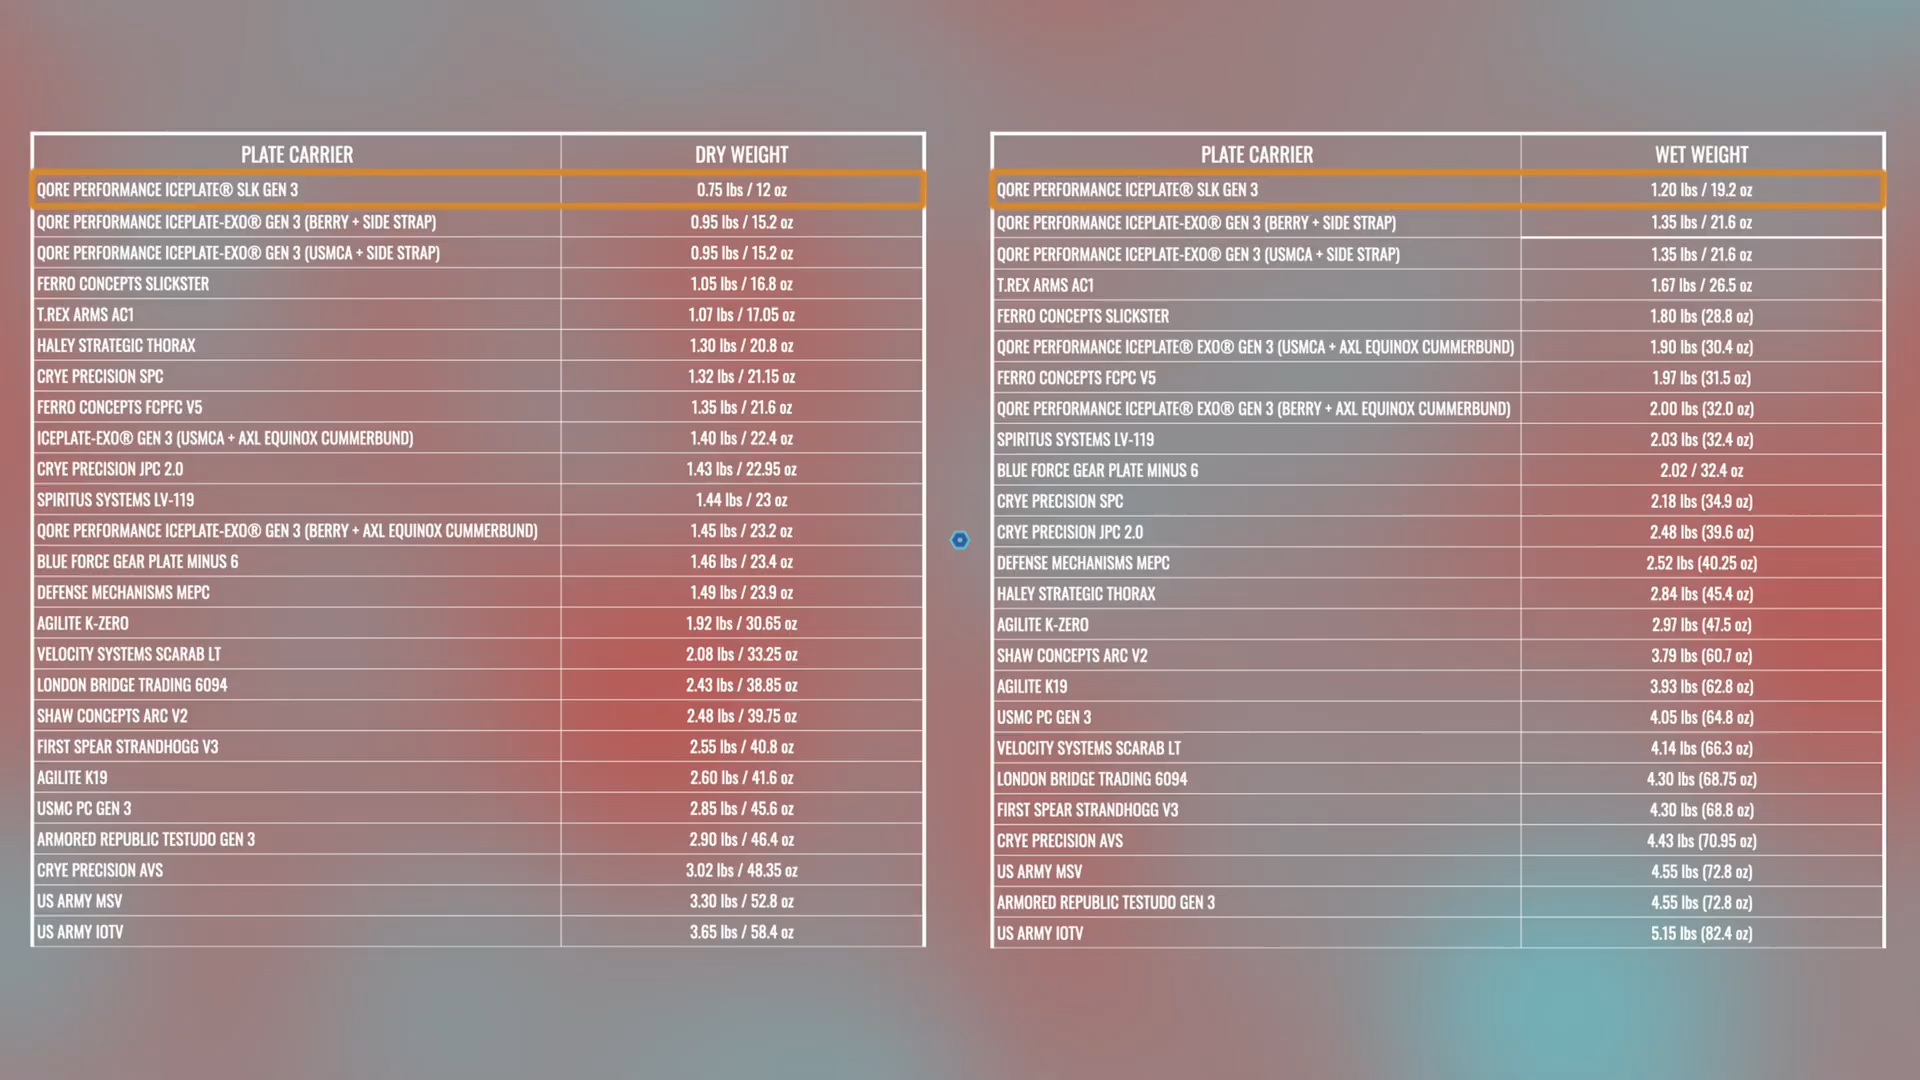 PLATE CARRIER DRY WEIGHT
QORE PERFORMANCE ICEPLATE® SLK GEN 3 0.75 lbs / 12 oz
QORE PERFORMANCE ICEPLATE-EXO® GEN 3 (BERRY + SIDE STRAP) 0.95 lbs / 15.2 oz
QORE PERFORMANCE ICEPLATE-EXO® GEN 3 (USMCA + SIDE STRAP) 0.95 lbs / 15.2 oz
FERRO CONCEPTS SLICKSTER 1.05 lbs / 16.8 oz
T.REX ARMS AC1 1.07 lbs / 17.05 oz
HALEY STRATEGIC THORAX 1.30 lbs / 20.8 oz
CRYE PRECISION SPC 1.32 lbs / 21.15 oz
FERRO CONCEPTS FCPFC V5 1.35 lbs / 21.6 oz
ICEPLATE-EXO® GEN 3 (USMCA + AXL EQUINOX CUMMERBUND) 1.40 lbs / 22.4 oz
CRYE PRECISION JPC 2.0 1.43 lbs / 22.95 oz
SPIRITUS SYSTEMS LV-119 1.44 lbs / 23 oz
QORE PERFORMANCE ICEPLATE-EXO® GEN 3 (BERRY + AXL EQUINOX CUMMERBUND) 1.45 lbs / 23.2 oz
BLUE FORCE GEAR PLATE MINUS 6 1.46 lbs / 23.4 oz
DEFENSE MECHANISMS MEPC 1.49 lbs / 23.9 oz
AGILITE K-ZERO 1.92 lbs / 30.65 oz
VELOCITY SYSTEMS SCARAB LT 2.08 lbs / 33.25 oz
LONDON BRIDGE TRADING 6094 2.43 lbs / 38.85 oz
SHAW CONCEPTS ARC V2 2.48 lbs / 39.75 oz
FIRST SPEAR STRANDHOGG V3 2.55 lbs / 40.8 oz
AGILITE K19 2.60 lbs / 41.6 oz
USMC PC GEN 3 2.85 lbs / 45.6 oz
ARMORED REPUBLIC TESTUDO GEN 3 2.90 lbs / 46.4 oz
CRYE PRECISION AVS 3.02 lbs / 48.35 oz
US ARMY MSV 3.30 lbs / 52.8 oz
US ARMY IOTV 3.65 lbs / 58.4 oz
PLATE CARRIER WET WEIGHT
QORE PERFORMANCE ICEPLATE® SLK GEN 3 1.20 lbs / 19.2 oz
QORE PERFORMANCE ICEPLATE-EXO® GEN 3 (BERRY + SIDE STRAP) 1.35 lbs / 21.6 oz
QORE PERFORMANCE ICEPLATE-EXO® GEN 3 (USMCA + SIDE STRAP) 1.35 lbs / 21.6 oz
T.REX ARMS AC1 1.67 lbs / 26.5 oz
FERRO CONCEPTS SLICKSTER 1.80 lbs (28.8 oz)
QORE PERFORMANCE ICEPLATE® EXO® GEN 3 (USMCA + AXL EQUINOX CUMMERBUND) 1.90 lbs (30.4 oz)
FERRO CONCEPTS FCPC V5 1.97 lbs (31.5 oz)
QORE PERFORMANCE ICEPLATE® EXO® GEN 3 (BERRY + AXL EQUINOX CUMMERBUND) 2.00 lbs (32.0 oz)
SPIRITUS SYSTEMS LV-119 2.03 lbs (32.4 oz)
BLUE FORCE GEAR PLATE MINUS 6 2.02 / 32.4 oz
CRYE PRECISION SPC 2.18 lbs (34.9 oz)
CRYE PRECISION JPC 2.0 2.48 lbs (39.6 oz)
DEFENSE MECHANISMS MEPC 2.52 lbs (40.25 oz)
HALEY STRATEGIC THORAX 2.84 lbs (45.4 oz)
AGILITE K-ZERO 2.97 lbs (47.5 oz)
SHAW CONCEPTS ARC V2 3.79 lbs (60.7 oz)
AGILITE K19 3.93 lbs (62.8 oz)
USMC PC GEN 3 4.05 lbs (64.8 oz)
VELOCITY SYSTEMS SCARAB LT 4.14 lbs (66.3 oz)
LONDON BRIDGE TRADING 6094 4.30 lbs (68.75 oz)
FIRST SPEAR STRANDHOGG V3 4.30 lbs (68.8 oz)
CRYE PRECISION AVS 4.43 lbs (70.95 oz)
US ARMY MSV 4.55 lbs (72.8 oz)
ARMORED REPUBLIC TESTUDO GEN 3 4.55 lbs (72.8 oz)
US ARMY IOTV 5.15 lbs (82.4 oz)